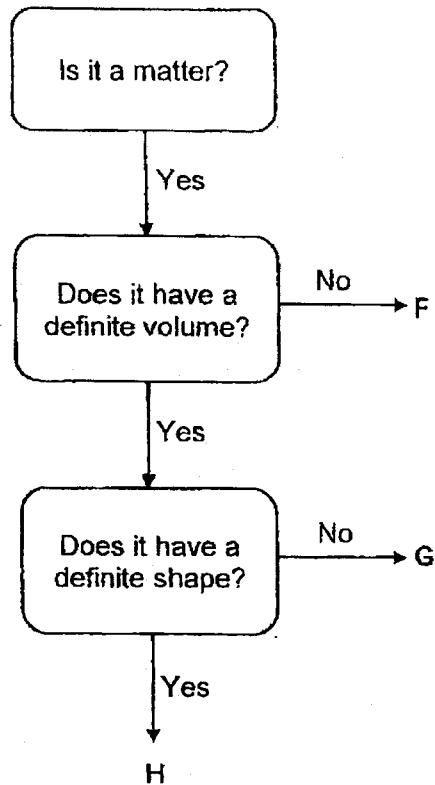 Is it a matter?
Yes
Does it have a
definite volume?
No
F
Yes
Does it have a
definite shape?
No
G
Yes
H